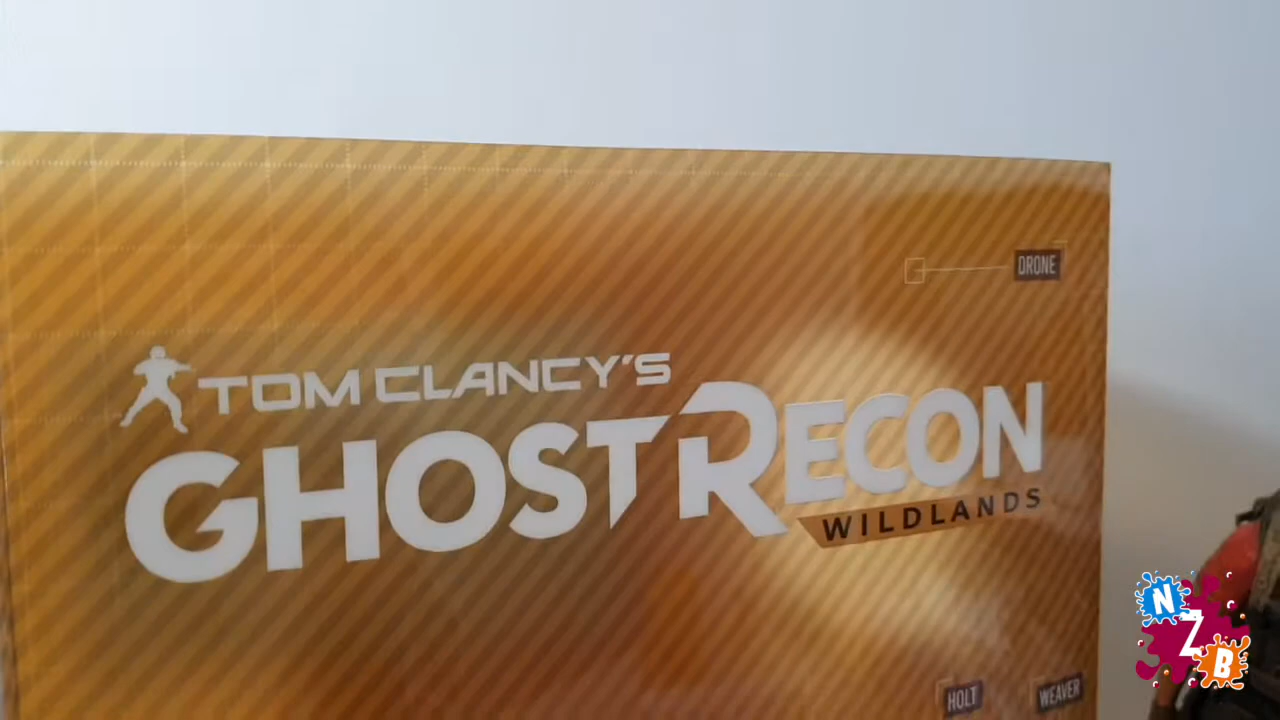 DRONE
TOM CLANCY'S
GHOST RECON
WILDLANDS
HOLT
WEAVER
N
Z
B